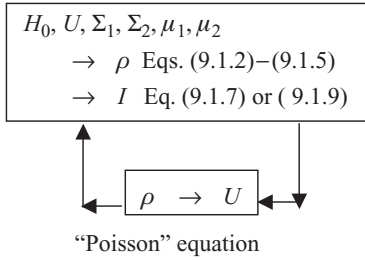 H₀, U, Σ₁, Σ₂, μ₁, μ₂
→ ρ Eqs. (9.1.2)−(9.1.5)
→ I Eq. (9.1.7) or ( 9.1.9)
ρ → U
“Poisson” equation